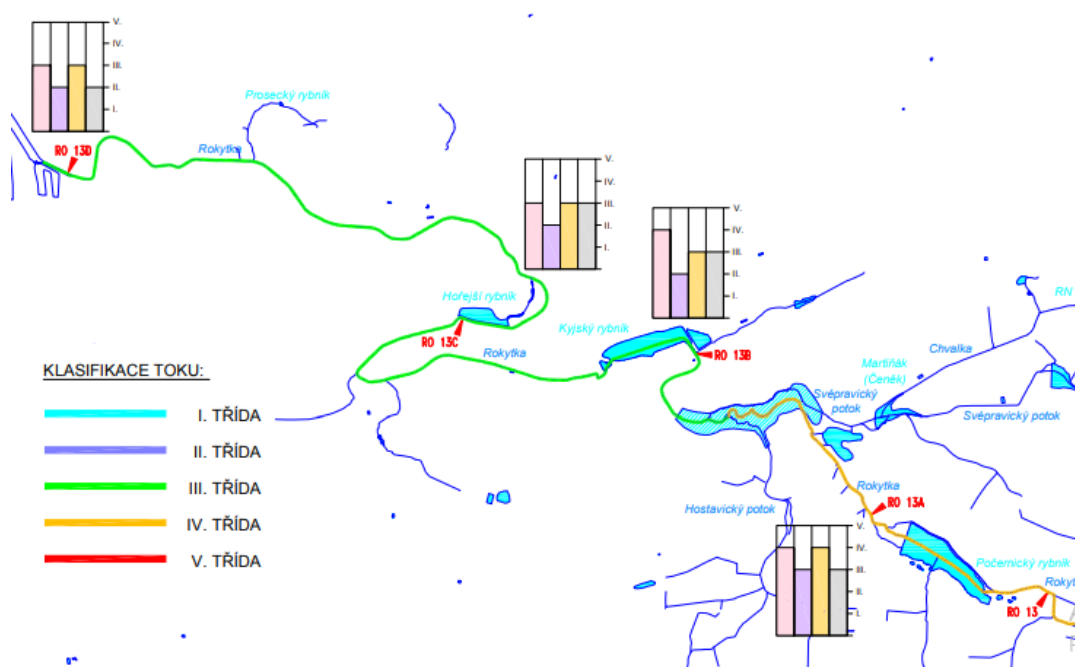 V.
IV.
III.
II.
I.
RO 13D
Prosecký rybník
Rokytka
V.
IV.
III.
II.
I.
V.
IV.
III.
II.
I.
Hořejší rybník
RO 13C
Kyjský rybník
Rokytka
RO 13B
RN
Chvalka
Martiňák
(Čeněk)
Svépravický
potok
Svépravický potok
KLASIFIKACE TOKU:
I. TŘÍDA
II. TŘÍDA
III. TŘÍDA
IV. TŘÍDA
V. TŘÍDA
Rokytka
RO 13A
Hostavický potok
V.
IV.
III.
II.
I.
Počernický rybník
Rokyt
RO 13